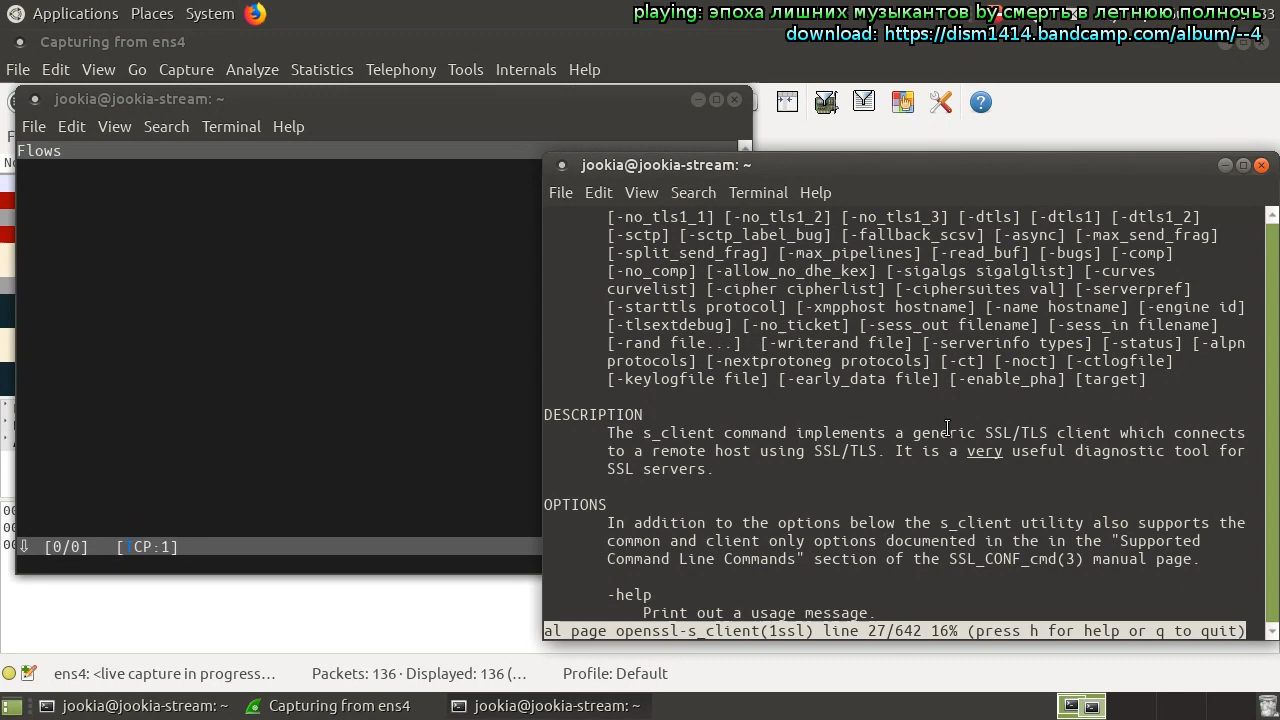 Applications Places System
playing: эпоха лишних музыкантов by смерть в летнюю полночь
33
download: https://dism1414.bandcamp.com/album/--4
Capturing from ens4
File Edit View Go Capture Analyze Statistics Telephony Tools Internals Help
jookia@jookia-stream: ~
File Edit View Search Terminal Help
Flows
[0/0] [TCP:1]
jookia@jookia-stream: ~
File Edit View Search Terminal Help
[-no_tls1_1] [-no_tls1_2] [-no_tls1_3] [-dtls] [-dtls1] [-dtls1_2]
[-sctp] [-sctp_label_bug] [-fallback_scsv] [-async] [-max_send_frag]
[-split_send_frag] [-max_pipelines] [-read_buf] [-bugs] [-comp]
[-no_comp] [-allow_no_dhe_kex] [-sigalgs sigalglist] [-curves
curvelist] [-cipher cipherlist] [-ciphersuites val] [-serverpref]
[-starttls protocol] [-xmpphost hostname] [-name hostname] [-engine id]
[-tlsextdebug] [-no_ticket] [-sess_out filename] [-sess_in filename]
[-rand file...] [-writerand file] [-serverinfo types] [-status] [-alpn
protocols] [-nextprotoneg protocols] [-ct] [-noct] [-ctlogfile]
[-keylogfile file] [-early_data file] [-enable_pha] [target]
DESCRIPTION
The s_client command implements a generic SSL/TLS client which connects
to a remote host using SSL/TLS. It is a very useful diagnostic tool for
SSL servers.
OPTIONS
In addition to the options below the s_client utility also supports the
common and client only options documented in the in the "Supported
Command Line Commands" section of the SSL_CONF_cmd(3) manual page.
-help
Print out a usage message.
al page openssl-s_client(1ssl) line 27/642 16% (press h for help or q to quit)
ens4: <live capture in progress... Packets: 136 · Displayed: 136 (... Profile: Default
jookia@jookia-stream: ~ Capturing from ens4 jookia@jookia-stream: ~